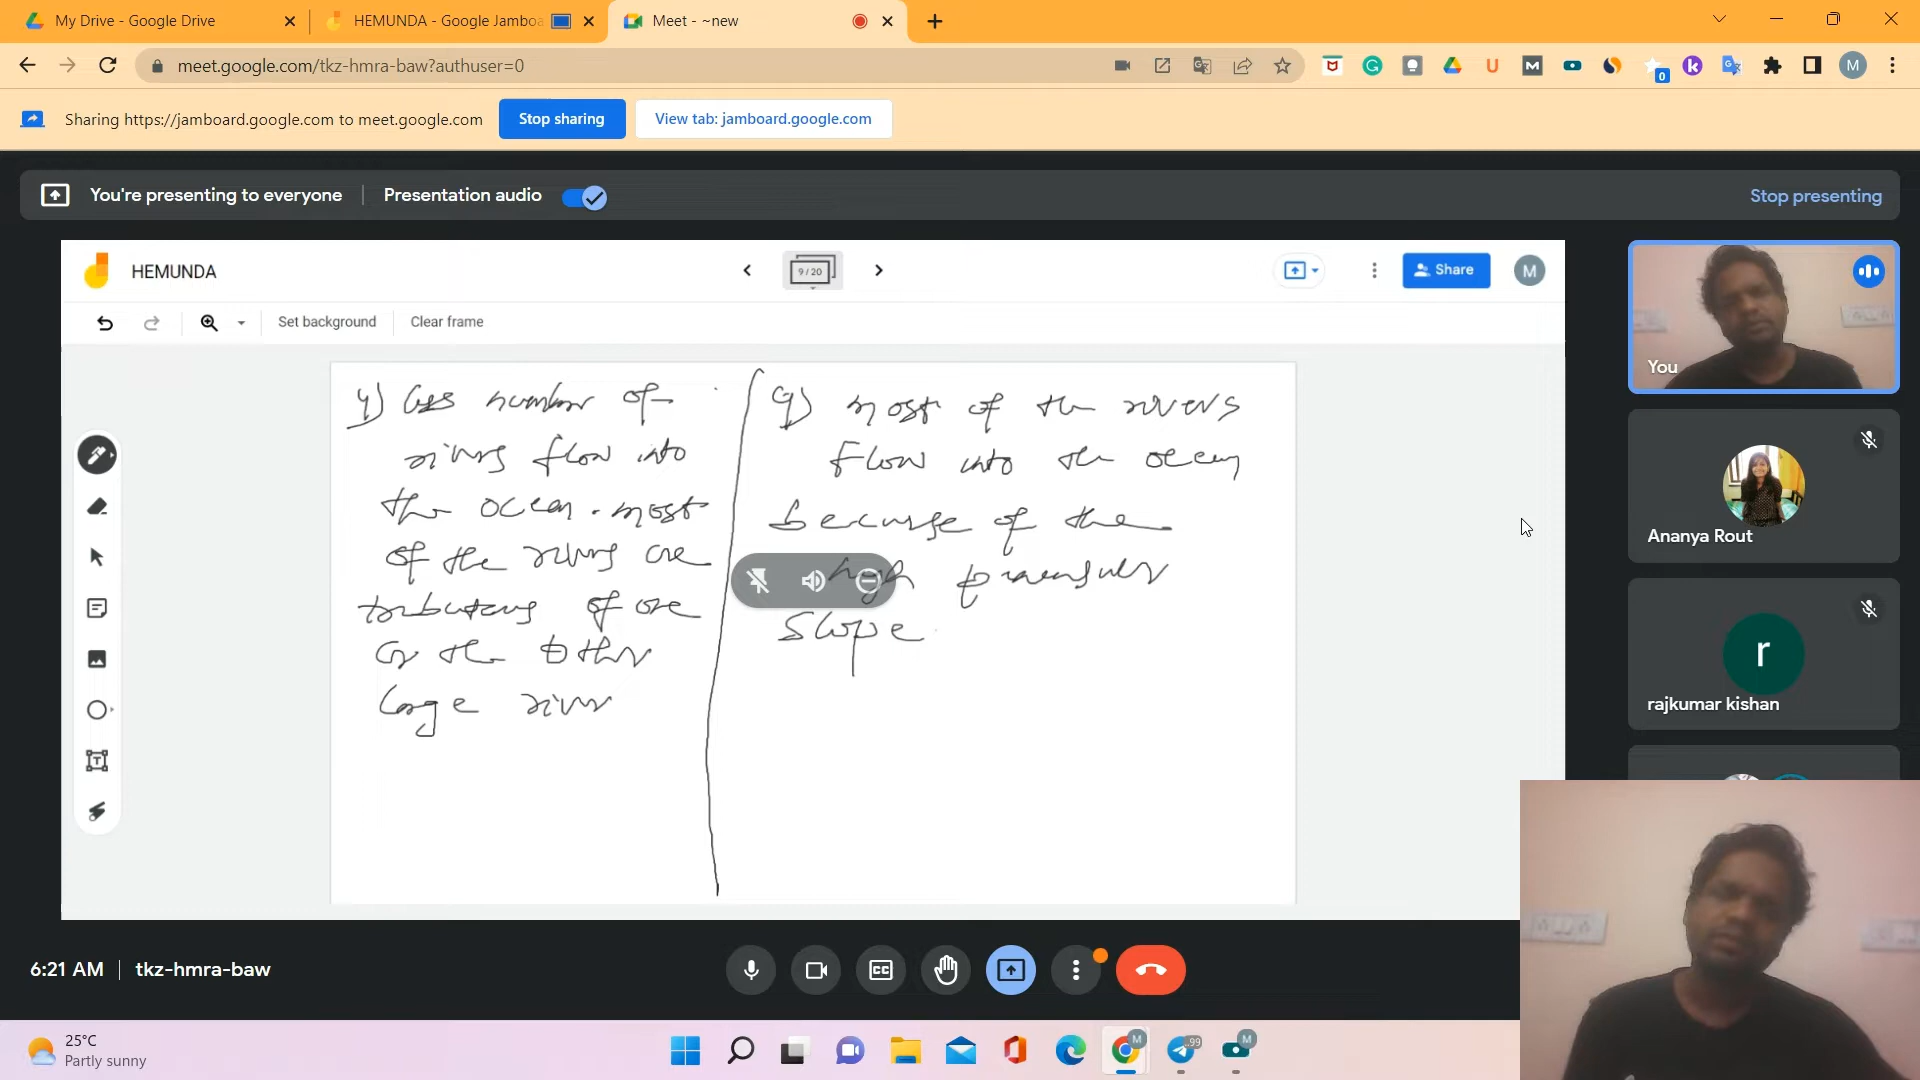 My Drive - Google Drive
HEMUNDA - Google Jambo
Meet - ~new
meet.google.com/tkz-hmra-baw?authuser=0
0
M
Sharing https://jamboard.google.com to meet.google.com
Stop sharing
View tab: jamboard.google.com
You're presenting to everyone
Presentation audio
Stop presenting
HEMUNDA
9 / 20
Share
M
Set background
Clear frame
4) Less number of
rivers flow into
the ocean. most
of the rivers are
of one
or the other
large river
9) most of the rivers
flow into the ocean
because of the
high
slope.
You
Ananya Rout
r
rajkumar kishan
6:21 AM
tkz-hmra-baw
CC
25°C
Partly sunny
M
99
M